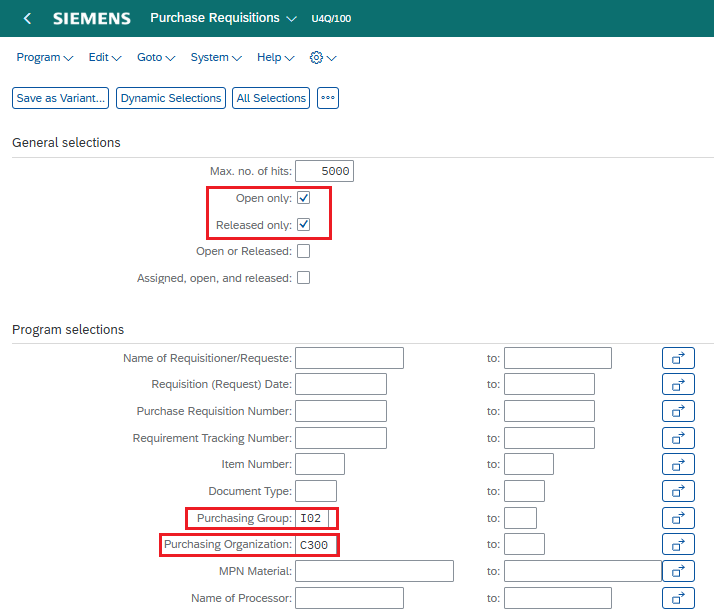 SIEMENS Purchase Requisitions U4Q/100
Program Edit Goto System Help
Save as Variant... Dynamic Selections All Selections
General selections
Max. no. of hits: 5000
Open only:
Released only:
Open or Released:
Assigned, open, and released:
Program selections
Name of Requisitioner/Requeste: to:
Requisition (Request) Date: to:
Purchase Requisition Number: to:
Requirement Tracking Number: to:
Item Number: to:
Document Type: to:
Purchasing Group: I02 to:
Purchasing Organization: C300 to:
MPN Material: to:
Name of Processor: to: